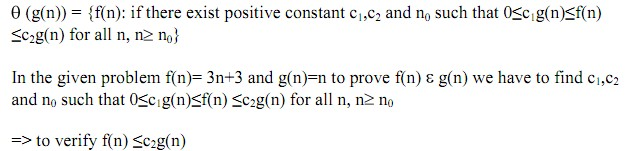 θ (g(n)) = {f(n): if there exist positive constant c₁,c₂ and n₀ such that 0≤c₁g(n)≤f(n)
≤c₂g(n) for all n, n≥ n₀}
In the given problem f(n)= 3n+3 and g(n)=n to prove f(n) ε g(n) we have to find c₁,c₂
and n₀ such that 0≤c₁g(n)≤f(n) ≤c₂g(n) for all n, n≥ n₀
=> to verify f(n) ≤c₂g(n)